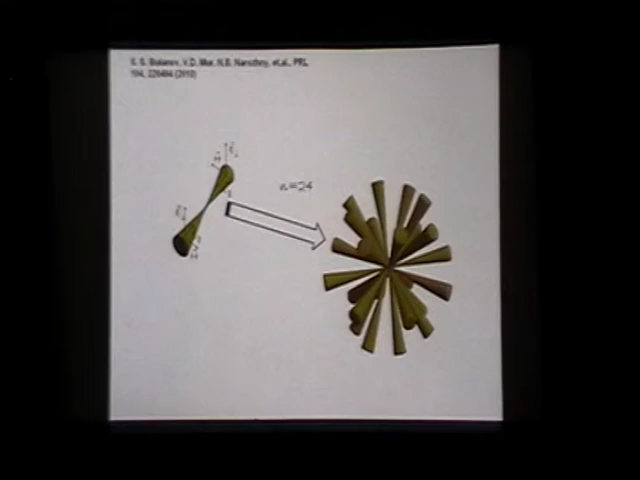 S. S. Bulanov, V.D. Mur, N.B. Narozhny, et.al., PRL
104, 220404 (2010)
n=24